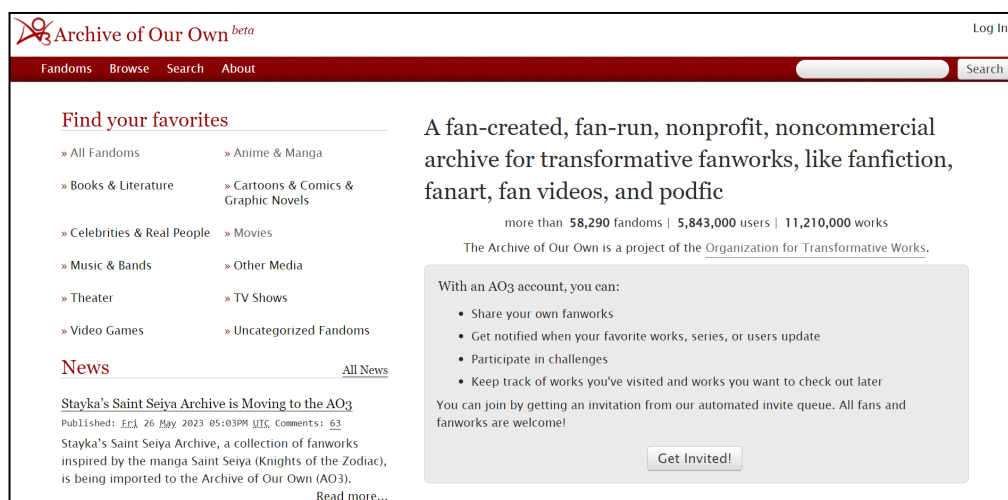 Archive of Our Own beta
Log In
Fandoms Browse Search About
Search
Find your favorites
» All Fandoms
» Anime & Manga
» Books & Literature
» Cartoons & Comics &
Graphic Novels
» Celebrities & Real People
» Movies
» Music & Bands
» Other Media
» Theater
» TV Shows
» Video Games
» Uncategorized Fandoms
News
All News
Stayka's Saint Seiya Archive is Moving to the AO3
Published: Fri 26 May 2023 05:03PM UTC Comments: 63
Stayka's Saint Seiya Archive, a collection of fanworks
inspired by the manga Saint Seiya (Knights of the Zodiac),
is being imported to the Archive of Our Own (AO3).
Read more...
A fan-created, fan-run, nonprofit, noncommercial
archive for transformative fanworks, like fanfiction,
fanart, fan videos, and podfic
more than 58,290 fandoms | 5,843,000 users | 11,210,000 works
The Archive of Our Own is a project of the Organization for Transformative Works.
With an AO3 account, you can:
• Share your own fanworks
• Get notified when your favorite works, series, or users update
• Participate in challenges
• Keep track of works you've visited and works you want to check out later
You can join by getting an invitation from our automated invite queue. All fans and
fanworks are welcome!
Get Invited!